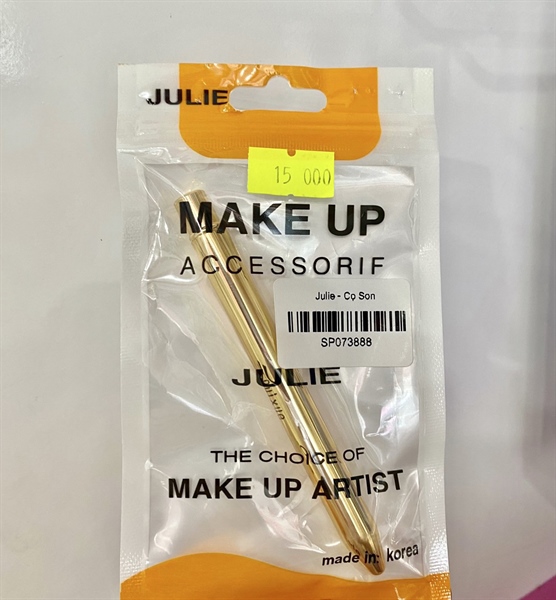 JULIE
15 000
MAKE UP
ACCESSORIF
Julie - Cọ Son
SP073888
JULIE
THE CHOICE OF
MAKE UP ARTIST
made in: korea